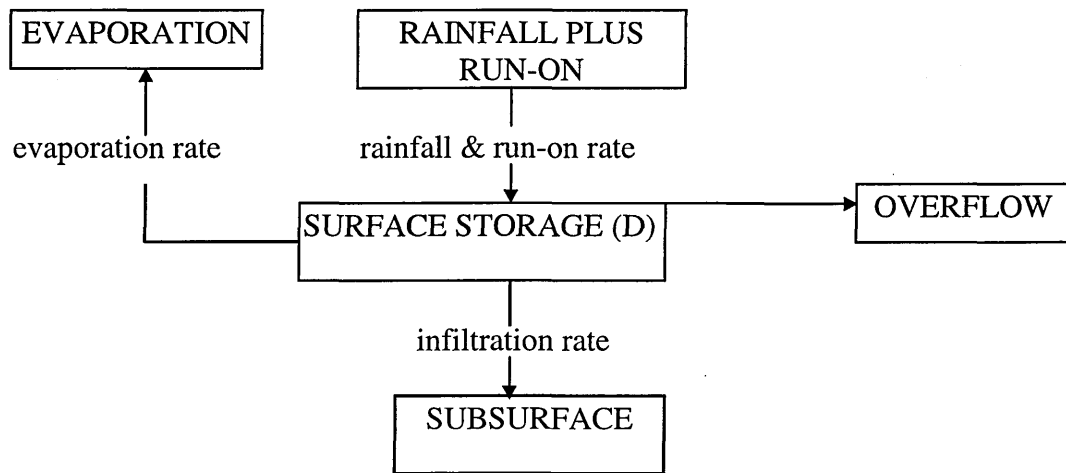 EVAPORATION
RAINFALL PLUS
RUN-ON
evaporation rate
rainfall & run-on rate
SURFACE STORAGE (D)
OVERFLOW
infiltration rate
SUBSURFACE